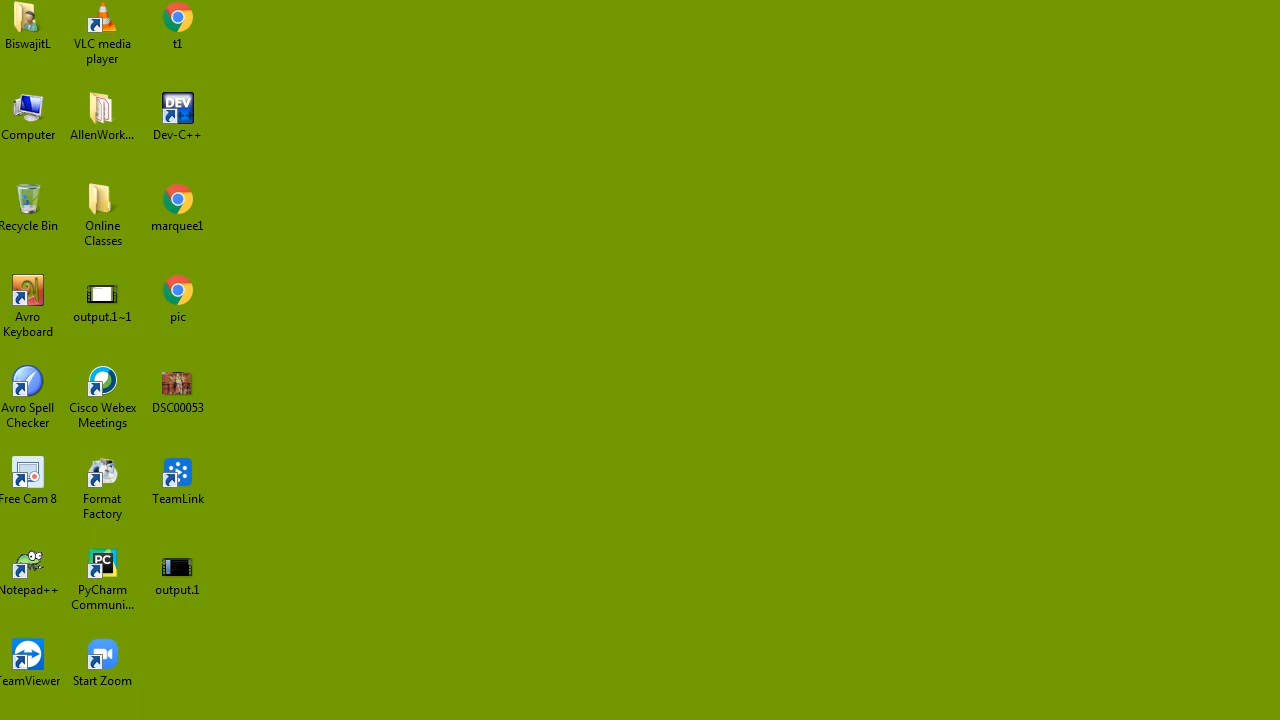 BiswajitL
VLC media
player
t1
Computer
AllenWork...
DEV
Dev-C++
Recycle Bin
Online
Classes
marquee1
Avro
Keyboard
output.1~1
pic
Avro Spell
Checker
Cisco Webex
Meetings
DSC00053
Free Cam 8
Format
Factory
TeamLink
Notepad++
PC
PyCharm
Communi...
output.1
TeamViewer
Start Zoom